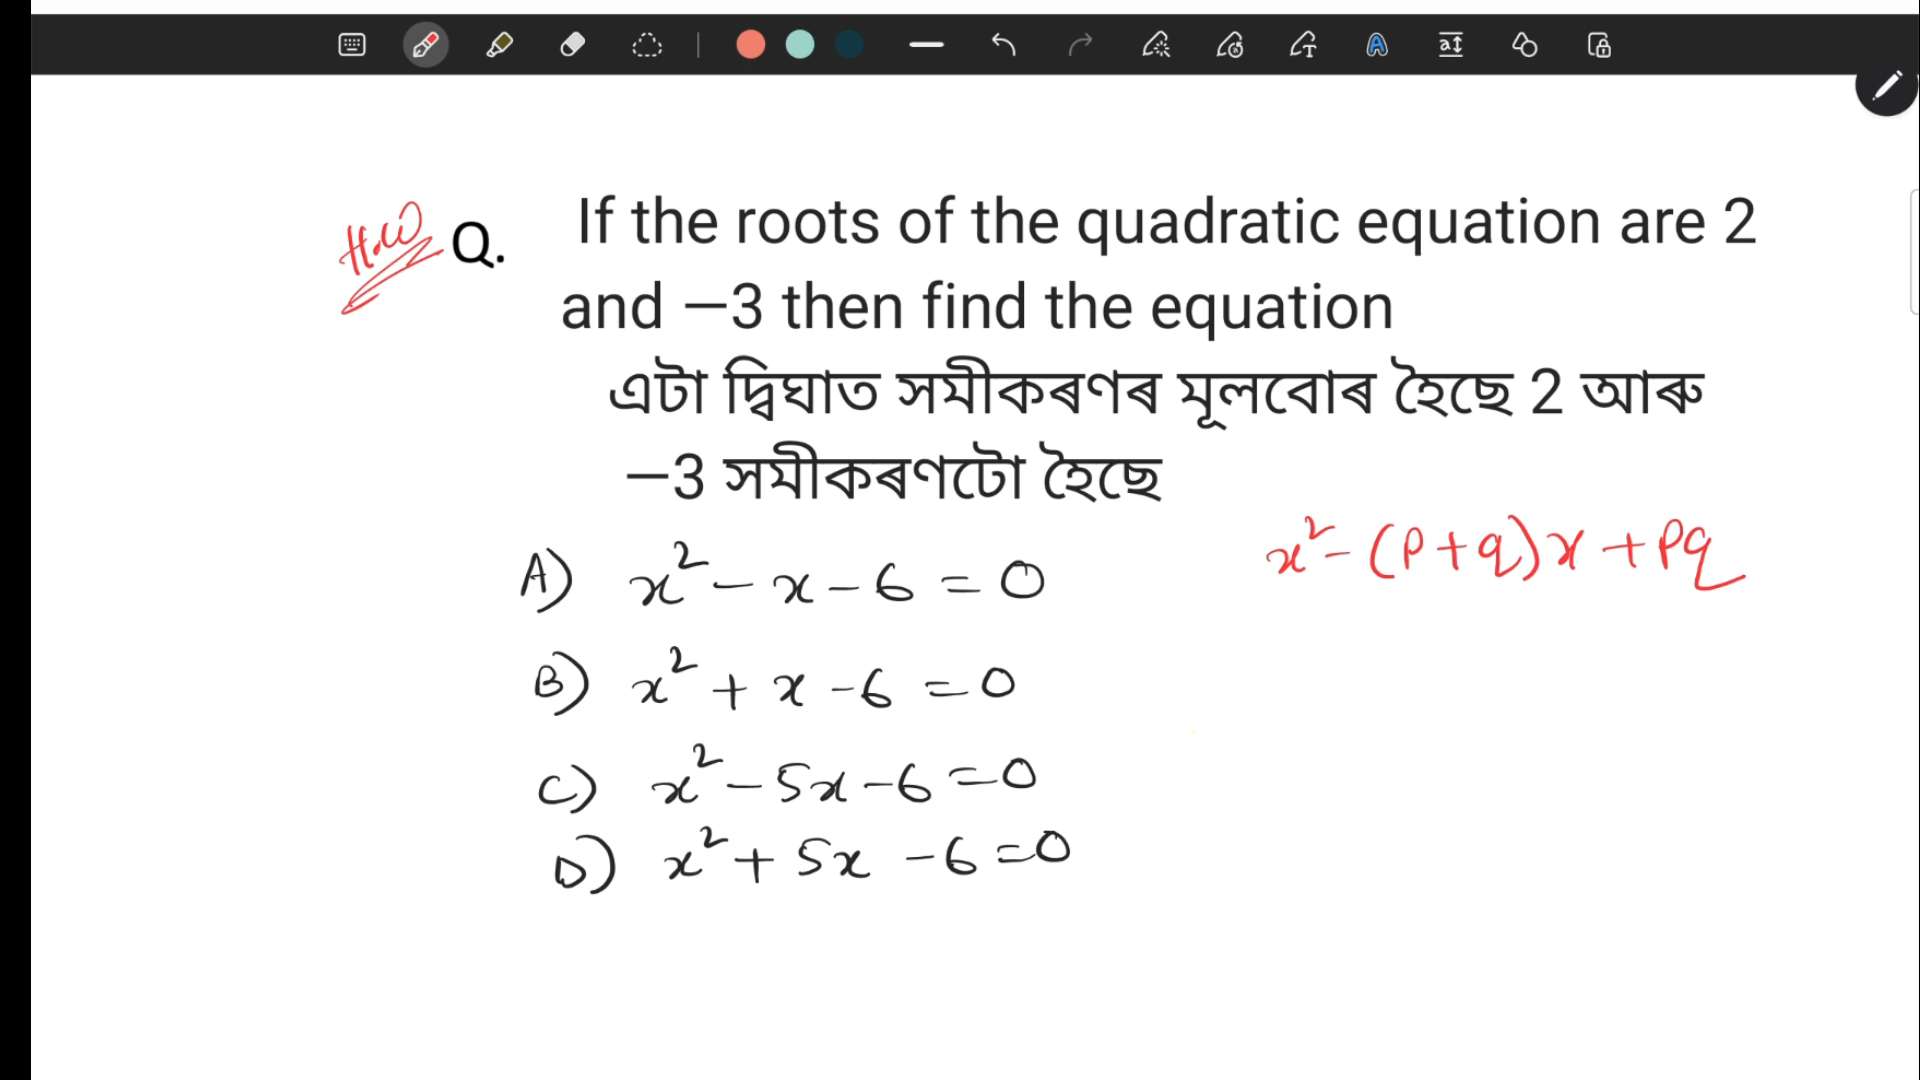 H.W Q. If the roots of the quadratic equation are 2
and –3 then find the equation
এটা দ্বিঘাত সমীকৰণৰ মূলবোৰ হৈছে 2 আৰু
–3 সমীকৰণটো হৈছে
x² - (p + q)x + pq
A) x² - x - 6 = 0
B) x² + x - 6 = 0
C) x² - 5x - 6 = 0
D) x² + 5x - 6 = 0